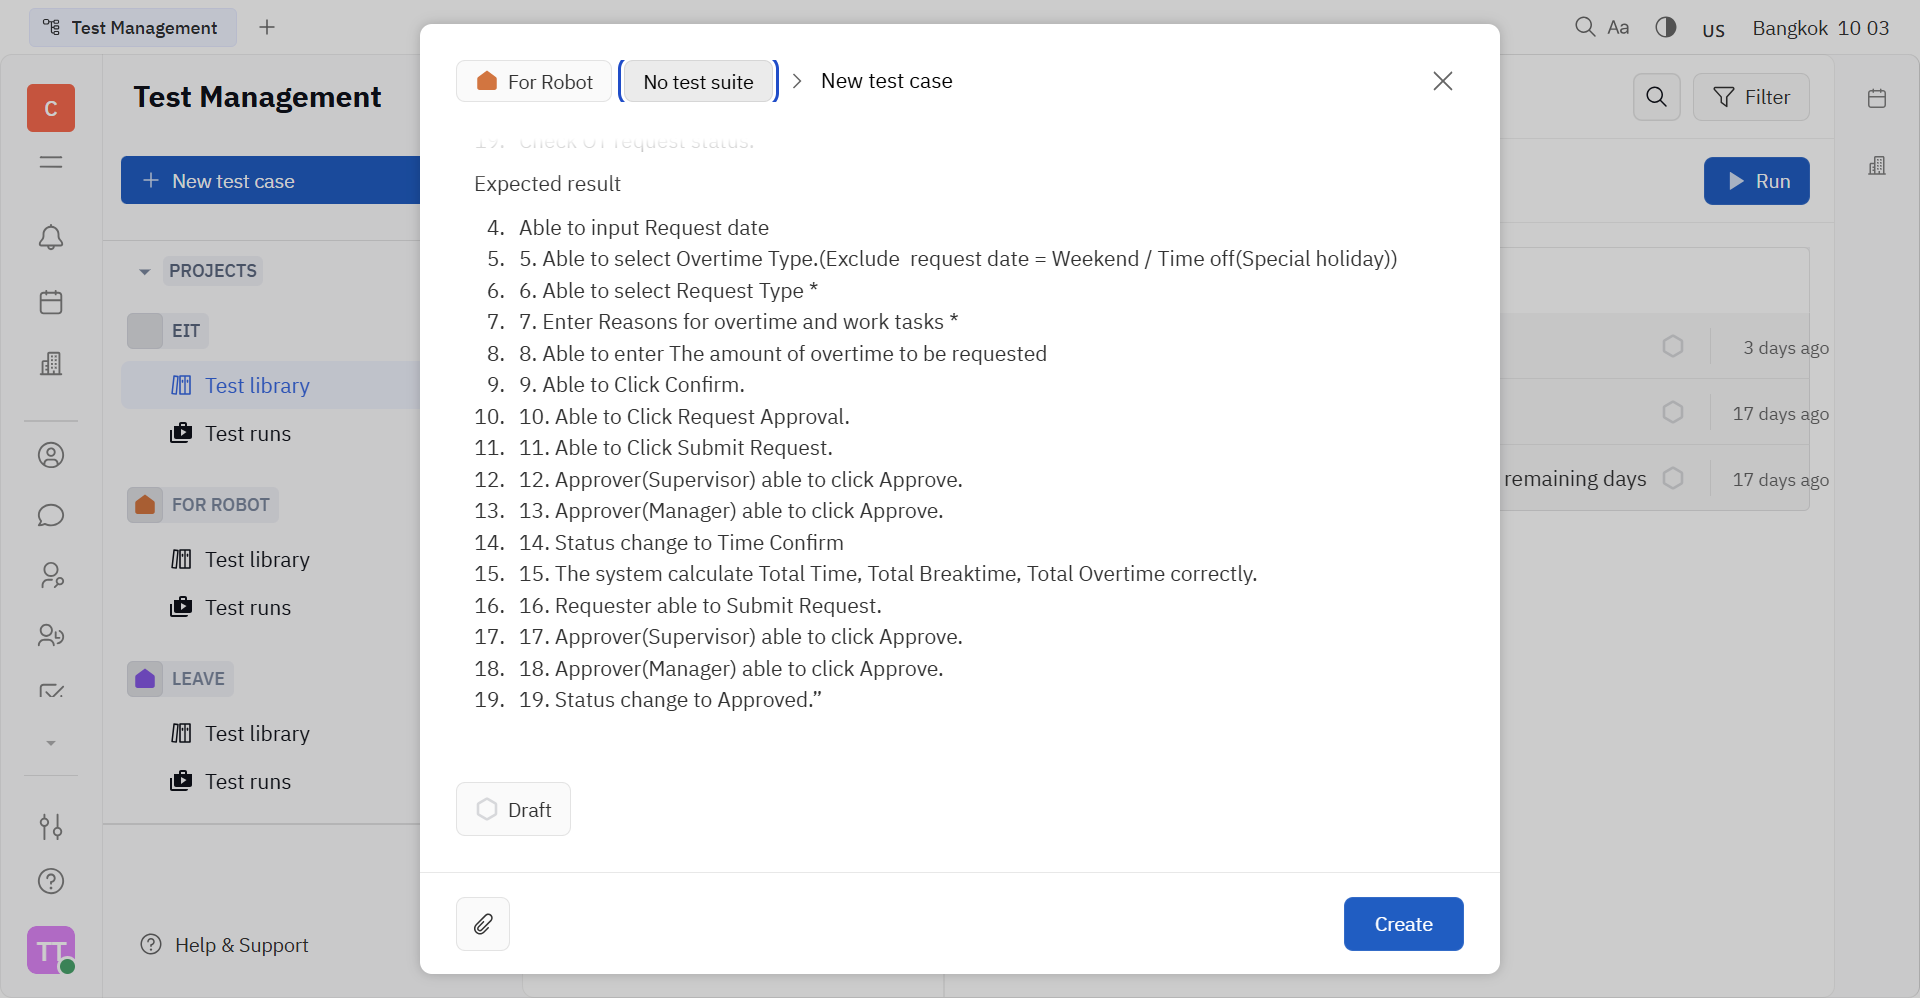 Test Management
Aa
US
Bangkok 10 03
C
Test Management
New test case
PROJECTS
EIT
Test library
Test runs
FOR ROBOT
Test library
Test runs
LEAVE
Test library
Test runs
Help & Support
TT
For Robot
No test suite
New test case
19. Check OT request status.
Expected result
4. Able to input Request date
5. 5. Able to select Overtime Type.(Exclude  request date = Weekend / Time off(Special holiday))
6. 6. Able to select Request Type *
7. 7. Enter Reasons for overtime and work tasks *
8. 8. Able to enter The amount of overtime to be requested
9. 9. Able to Click Confirm.
10. 10. Able to Click Request Approval.
11. 11. Able to Click Submit Request.
12. 12. Approver(Supervisor) able to click Approve.
13. 13. Approver(Manager) able to click Approve.
14. 14. Status change to Time Confirm
15. 15. The system calculate Total Time, Total Breaktime, Total Overtime correctly.
16. 16. Requester able to Submit Request.
17. 17. Approver(Supervisor) able to click Approve.
18. 18. Approver(Manager) able to click Approve.
19. 19. Status change to Approved.”
Draft
Create
Filter
Run
3 days ago
17 days ago
remaining days
17 days ago